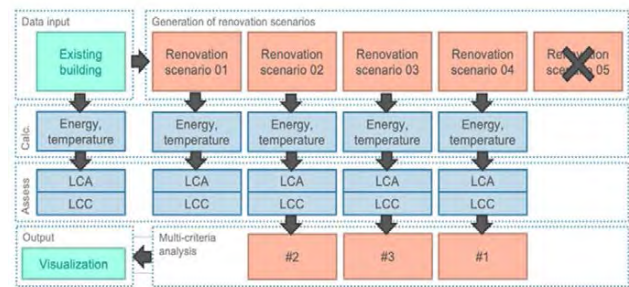 Data input
Generation of renovation scenarios
Existing
building
Renovation
scenario 01
Renovation
scenario 02
Renovation
scenario 03
Renovation
scenario 04
Renovation
scenario 05
Calc.
Energy,
temperature
Energy,
temperature
Energy,
temperature
Energy,
temperature
Energy,
temperature
Assess
LCA
LCA
LCA
LCA
LCA
LCC
LCC
LCC
LCC
LCC
Output
Visualization
Multi-criteria
analysis
#2
#3
#1